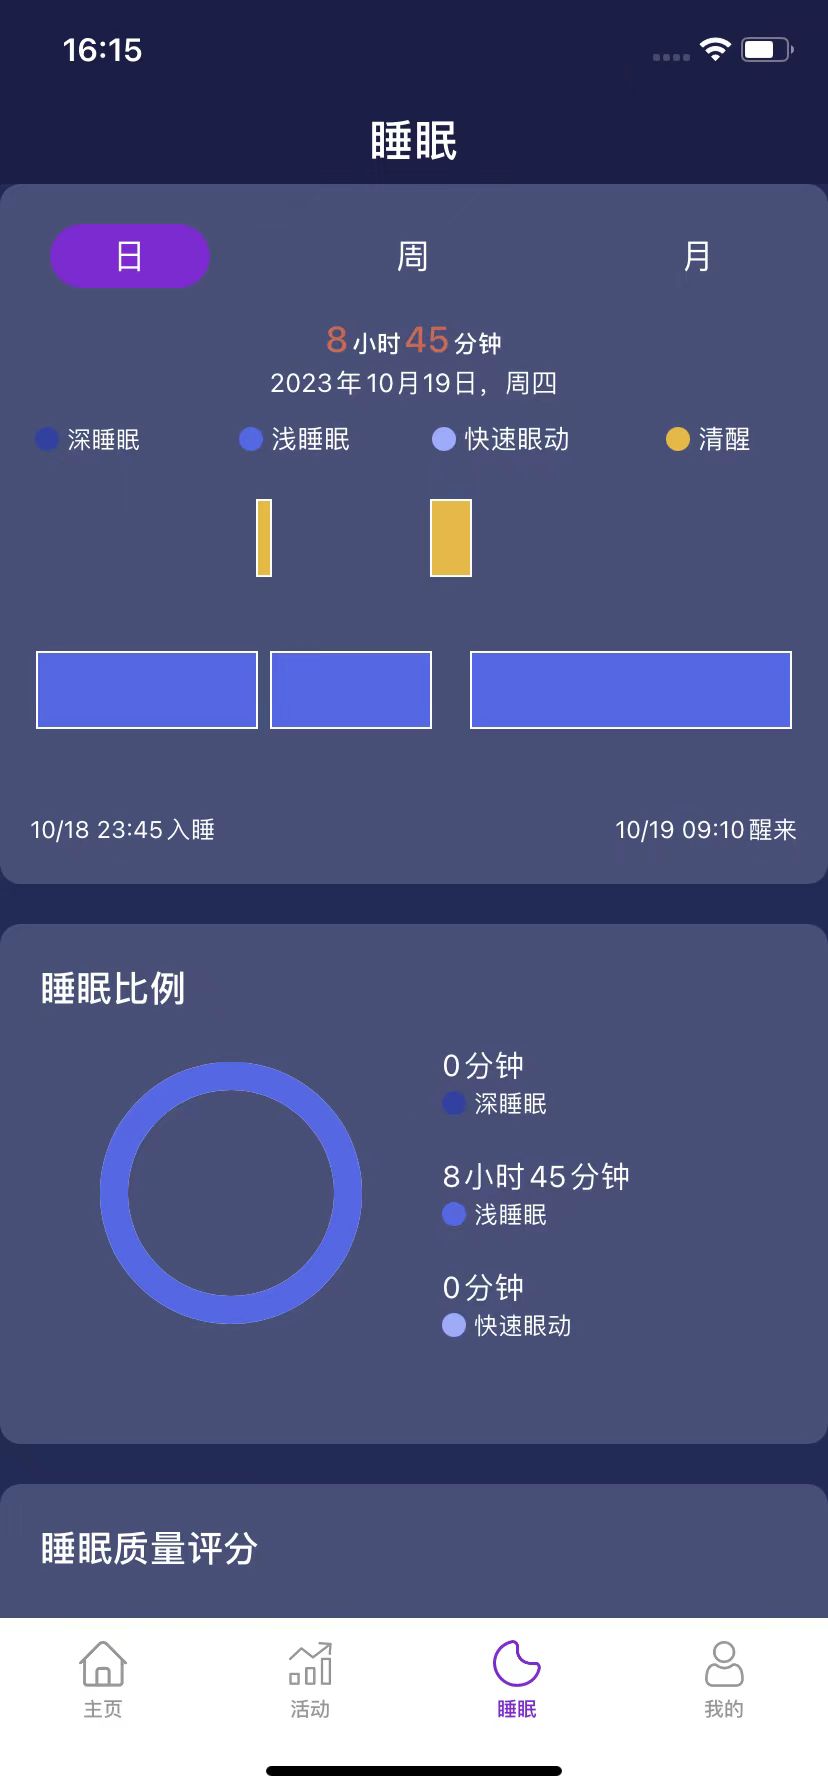 16:15
睡眠
日 周 月
8小时45分钟
2023年10月19日，周四
深睡眠 浅睡眠 快速眼动 清醒
10/18 23:45入睡 10/19 09:10醒来
睡眠比例
0分钟
深睡眠
8小时45分钟
浅睡眠
0分钟
快速眼动
睡眠质量评分
主页 活动 睡眠 我的